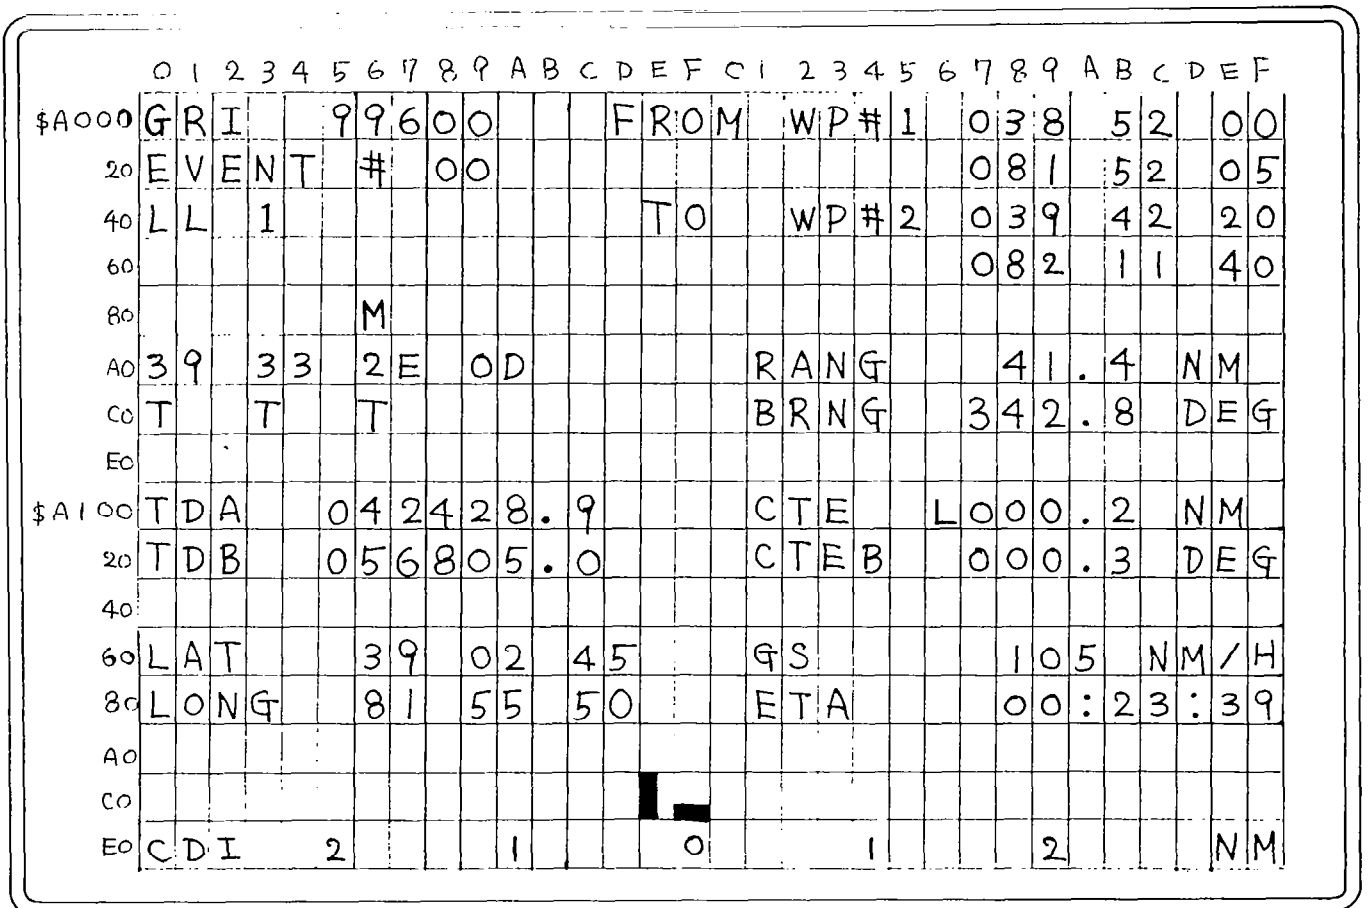 0 1 2 3 4 5 6 7 8 9 A B C D E F C 1 2 3 4 5 6 7 8 9 A B C D E F
$A000 GRI 99600 FROM WP#1 038 52 00
20 EVENT # 00 081 52 05
40 LL 1 TO WP#2 039 42 20
60 082 11 40
80 M
A0 39 33 2E 0D RANG 41.4 NM
C0 T T T BRNG 342.8 DEG
E0
$A100 TDA 042428.9 CTE L000.2 NM
20 TDB 056805.0 CTEB 000.3 DEG
40
60 LAT 39 02 45 GS 105 NM/H
80 LONG 81 55 50 ETA 00:23:39
A0
C0
E0 CDI 2 1 0 1 2 NM